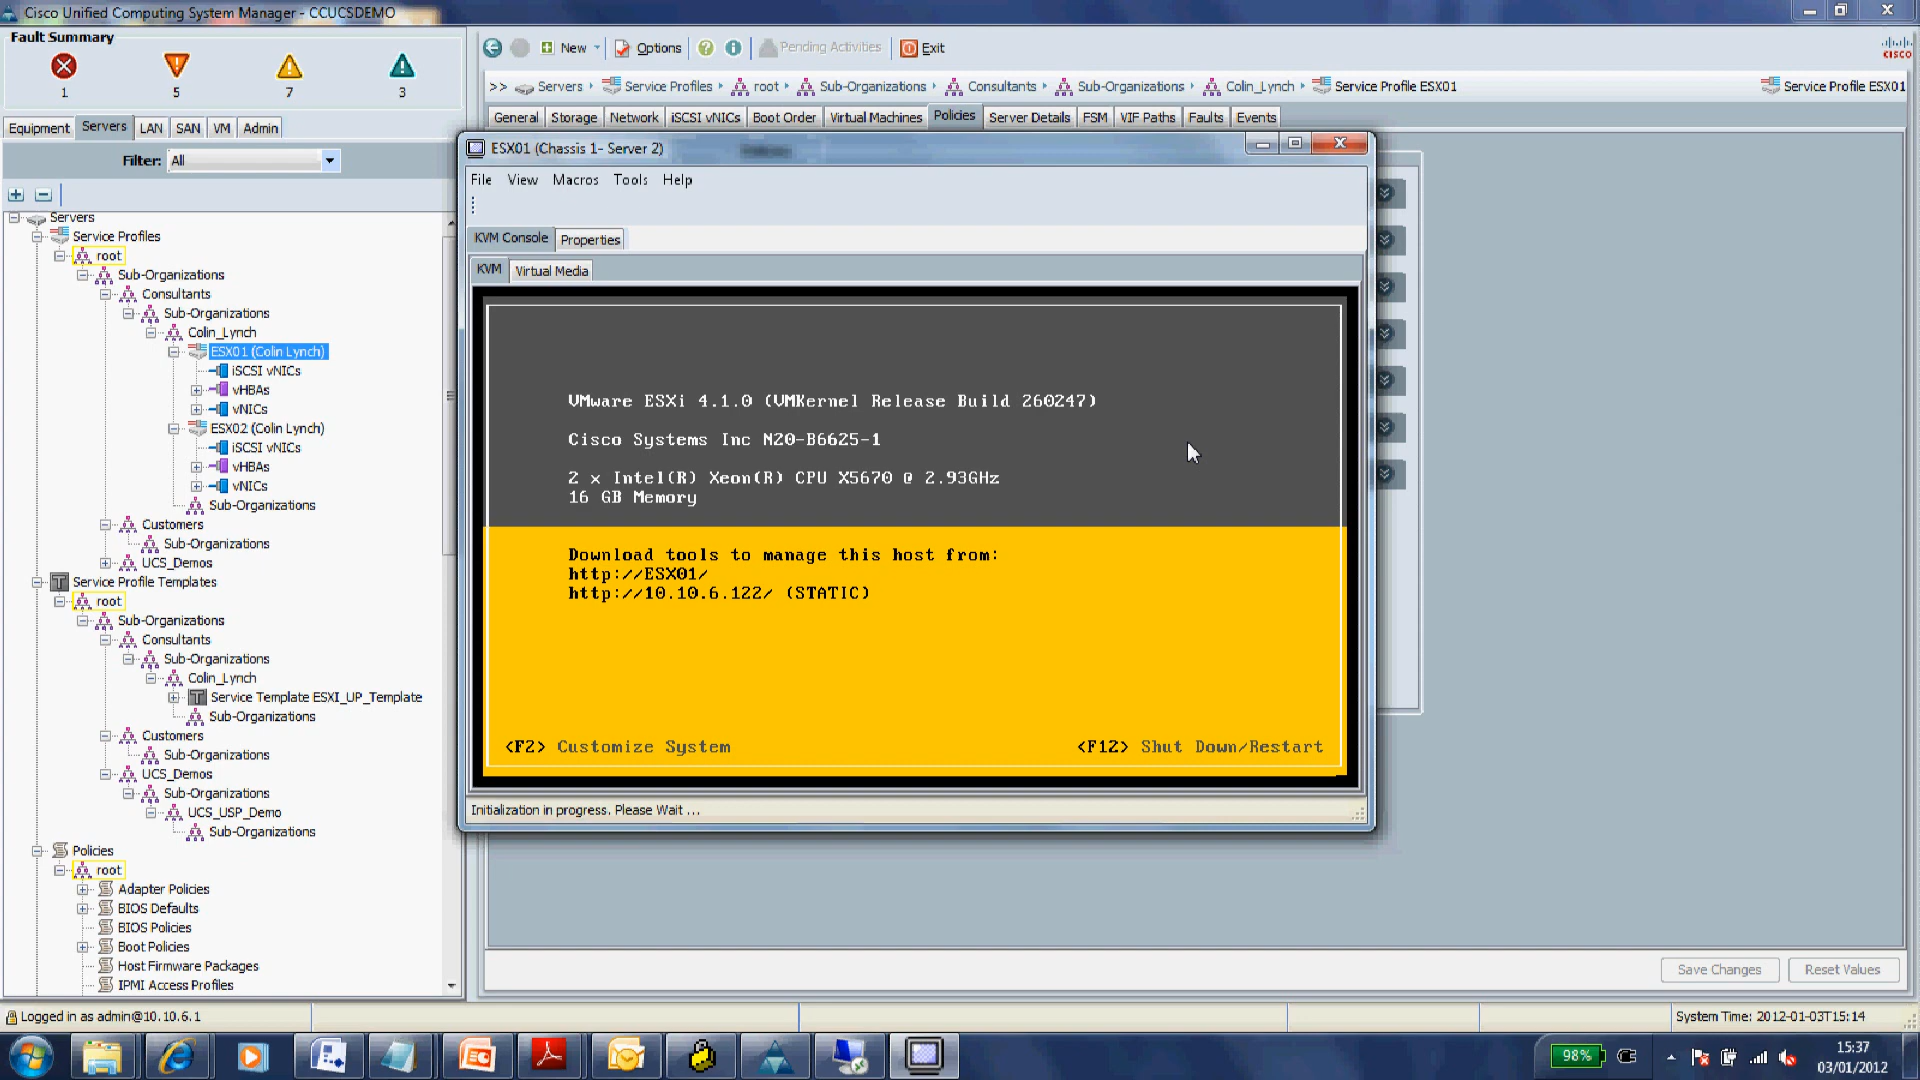 Cisco Unified Computing System Manager - CCUCSDEMO
Fault Summary
1 5 7 3
New Options Pending Activities Exit
cisco
>> Servers Service Profiles root Sub-Organizations Consultants Sub-Organizations Colin_Lynch Service Profile ESX01
Service Profile ESX01
General Storage Network iSCSI vNICs Boot Order Virtual Machines Policies Server Details FSM VIF Paths Faults Events
Equipment Servers LAN SAN VM Admin
Filter: All
Servers
Service Profiles
root
Sub-Organizations
Consultants
Sub-Organizations
Colin_Lynch
ESX01 (Colin Lynch)
iSCSI vNICs
vHBAs
vNICs
ESX02 (Colin Lynch)
iSCSI vNICs
vHBAs
vNICs
Sub-Organizations
Customers
Sub-Organizations
UCS_Demos
Service Profile Templates
root
Sub-Organizations
Consultants
Sub-Organizations
Colin_Lynch
Service Template ESXI_UP_Template
Sub-Organizations
Customers
Sub-Organizations
UCS_Demos
Sub-Organizations
UCS_USP_Demo
Sub-Organizations
Policies
root
Adapter Policies
BIOS Defaults
BIOS Policies
Boot Policies
Host Firmware Packages
IPMI Access Profiles
ESX01 (Chassis 1- Server 2)
File View Macros Tools Help
KVM Console Properties
KVM Virtual Media
VMware ESXi 4.1.0 (VMKernel Release Build 260247)
Cisco Systems Inc N20-B6625-1
2 x Intel(R) Xeon(R) CPU X5670 @ 2.93GHz
16 GB Memory
Download tools to manage this host from:
http://ESX01/
http://10.10.6.122/ (STATIC)
<F2> Customize System <F12> Shut Down/Restart
Initialization in progress. Please Wait ...
Save Changes Reset Values
Logged in as admin@10.10.6.1
System Time: 2012-01-03T15:14
98%
15:37
03/01/2012